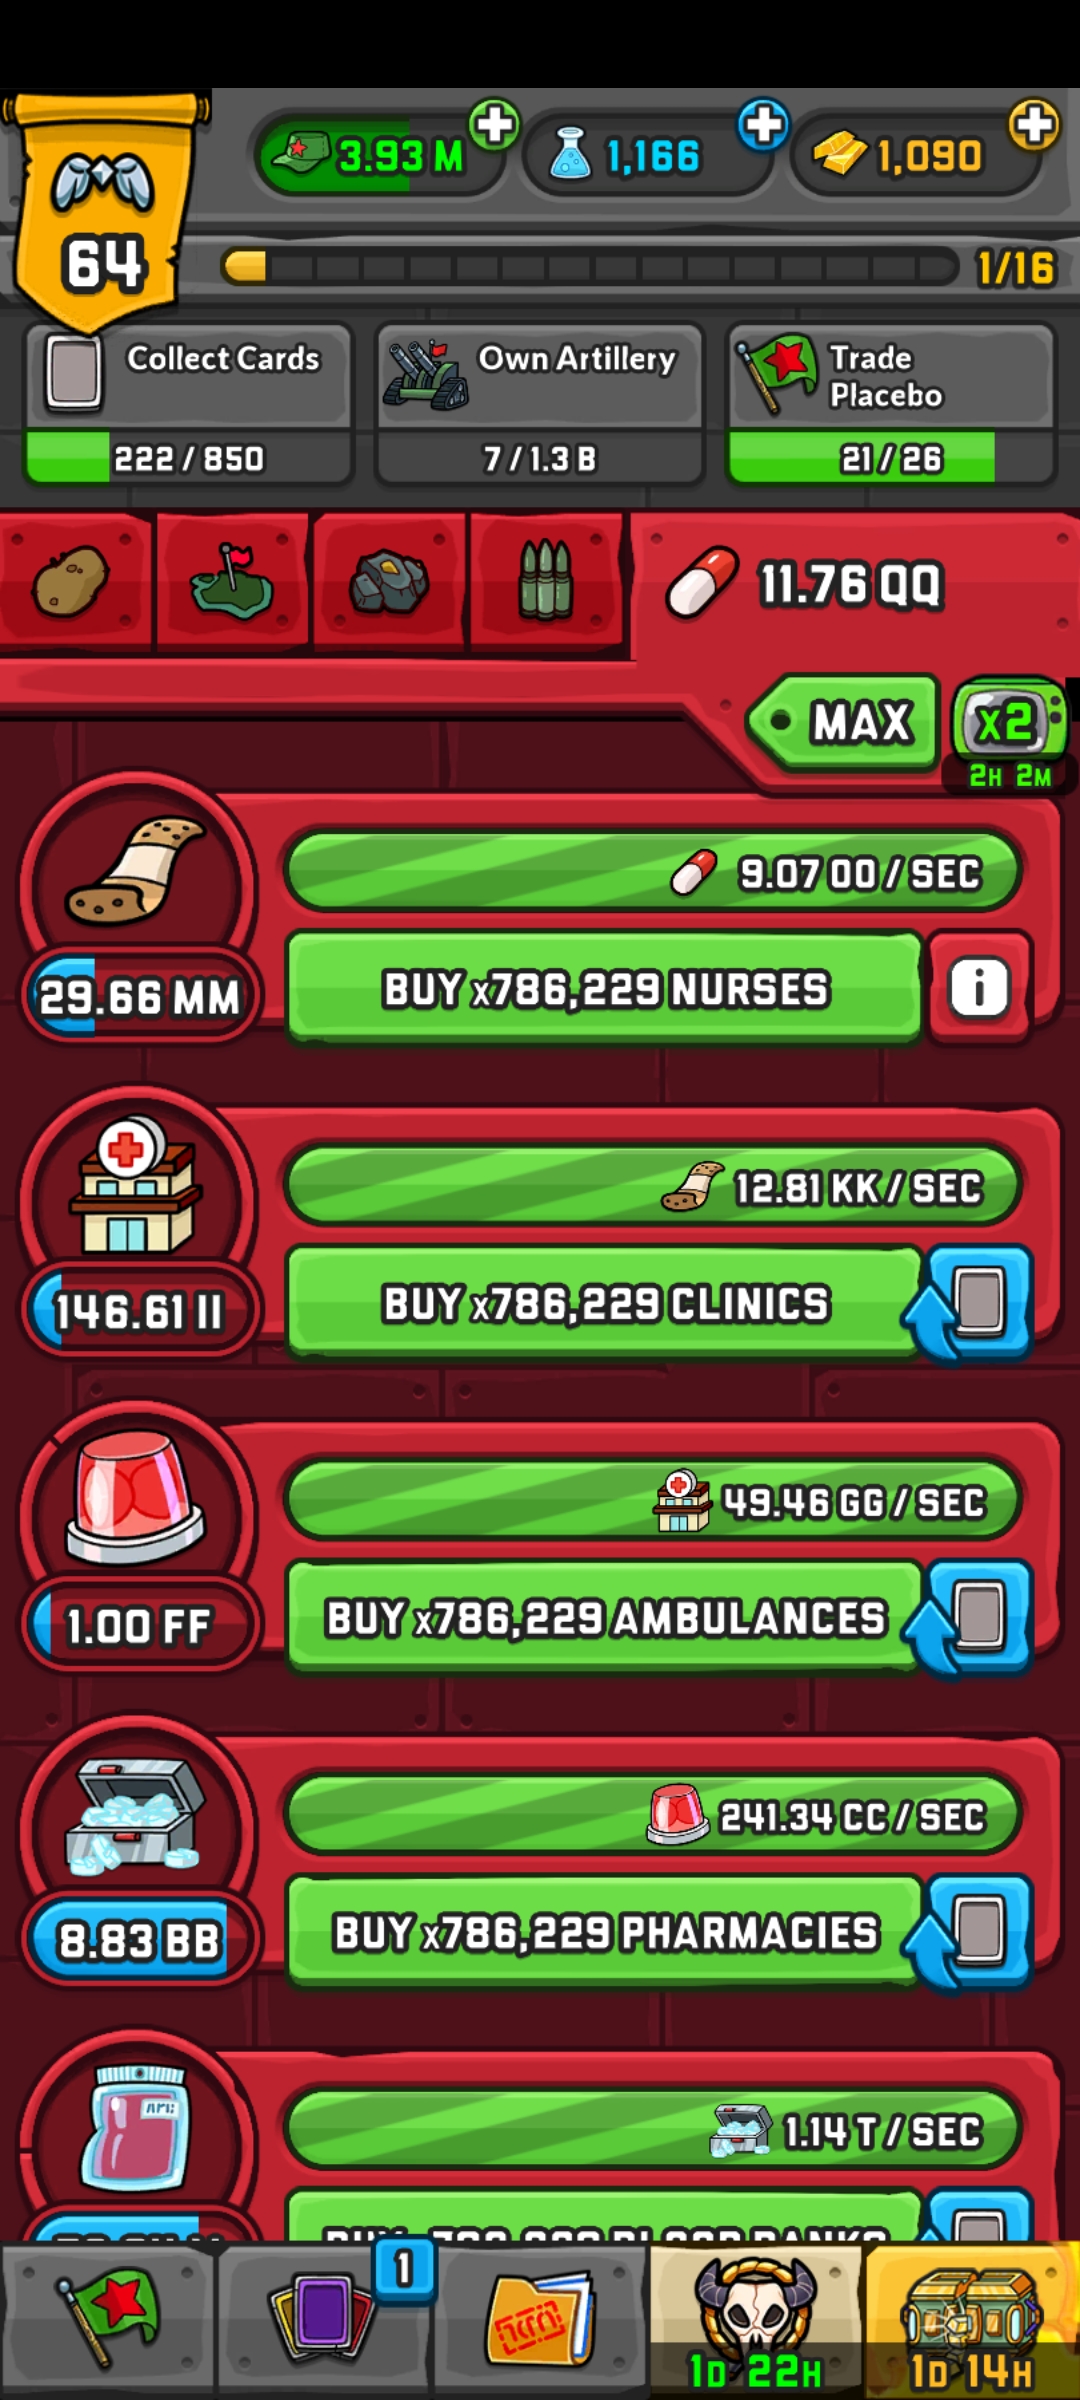 3.93 M
1,166
1,090
64
1/16
Collect Cards
222 / 850
Own Artillery
7 / 1.3 B
Trade
Placebo
21 / 26
11.76 QQ
MAX
x2
2H 2M
9.07 OO / SEC
29.66 MM
BUY x786,229 NURSES
i
12.81 KK / SEC
146.61 II
BUY x786,229 CLINICS
49.46 GG / SEC
1.00 FF
BUY x786,229 AMBULANCES
241.34 CC / SEC
8.83 BB
BUY x786,229 PHARMACIES
1.14 T / SEC
BLOOD BANKS
1
1D 22H
1D 14H